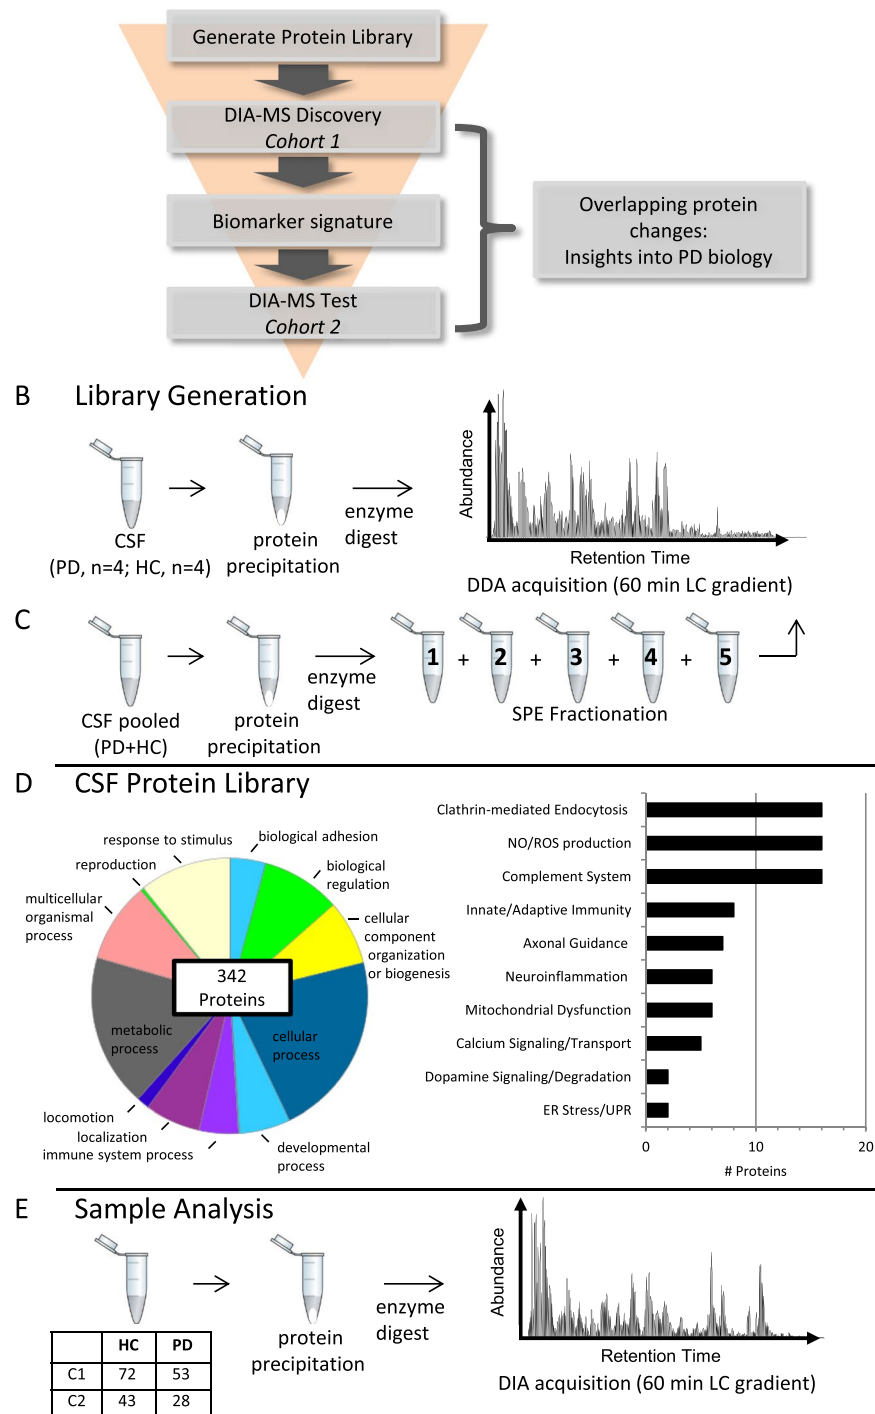 Generate Protein Library
DIA-MS Discovery
Cohort 1
Biomarker signature
DIA-MS Test
Cohort 2
Overlapping protein
changes:
Insights into PD biology
B Library Generation
CSF
(PD, n=4; HC, n=4)
protein
precipitation
enzyme
digest
Abundance
Retention Time
DDA acquisition (60 min LC gradient)
C
CSF pooled
(PD+HC)
protein
precipitation
enzyme
digest
1 + 2 + 3 + 4 + 5
SPE Fractionation
D CSF Protein Library
response to stimulus
reproduction
multicellular
organismal
process
metabolic
process
locomotion
localization
immune system process
developmental
process
cellular
process
cellular
component
organization
or biogenesis
biological
regulation
biological adhesion
342
Proteins
Clathrin-mediated Endocytosis
NO/ROS production
Complement System
Innate/Adaptive Immunity
Axonal Guidance
Neuroinflammation
Mitochondrial Dysfunction
Calcium Signaling/Transport
Dopamine Signaling/Degradation
ER Stress/UPR
0 10 20
# Proteins
E Sample Analysis
HC PD
C1 72 53
C2 43 28
protein
precipitation
enzyme
digest
Abundance
Retention Time
DIA acquisition (60 min LC gradient)